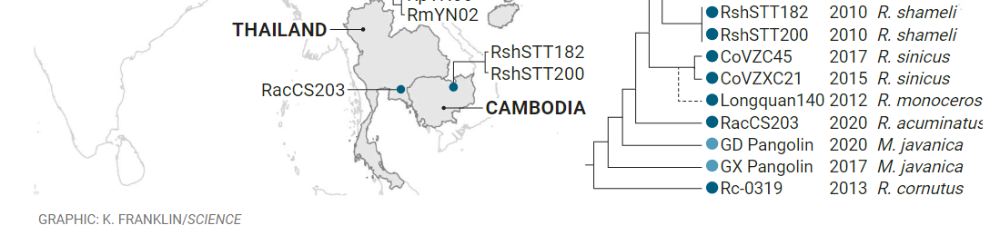 RmYN02
THAILAND
RshSTT182
RshSTT200
RacCS203
CAMBODIA
RshSTT182 2010 R. shameli
RshSTT200 2010 R. shameli
CoVZC45 2017 R. sinicus
CoVZXC21 2015 R. sinicus
Longquan140 2012 R. monoceros
RacCS203 2020 R. acuminatus
GD Pangolin 2020 M. javanica
GX Pangolin 2017 M. javanica
Rc-0319 2013 R. cornutus
GRAPHIC: K. FRANKLIN/SCIENCE